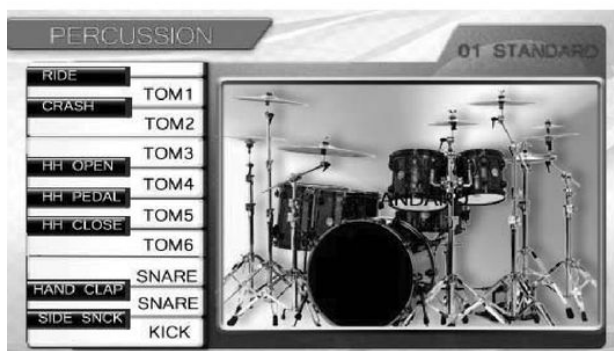 PERCUSSION
01 STANDARD
RIDE
TOM1
CRASH
TOM2
TOM3
HH OPEN
TOM4
HH PEDAL
TOM5
HH CLOSE
TOM6
SNARE
HAND CLAP
SNARE
SIDE SNCK
KICK
ANDARD